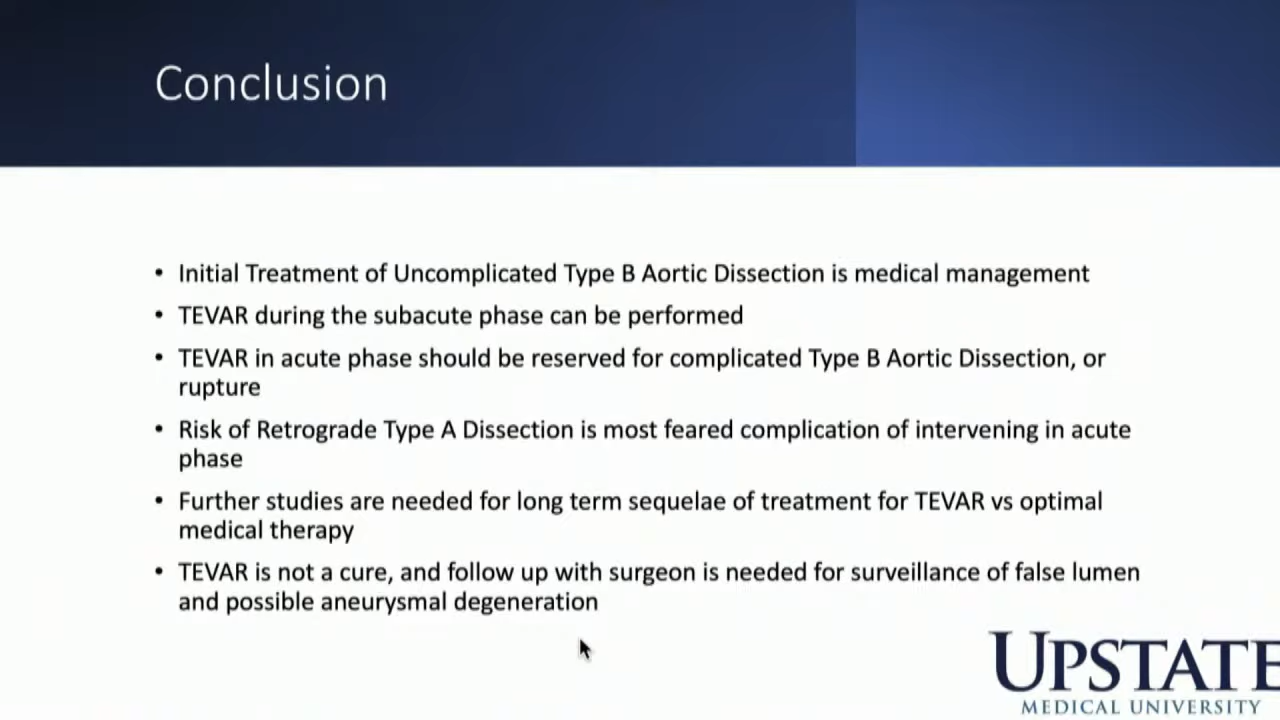 Conclusion
• Initial Treatment of Uncomplicated Type B Aortic Dissection is medical management
• TEVAR during the subacute phase can be performed
• TEVAR in acute phase should be reserved for complicated Type B Aortic Dissection, or
rupture
• Risk of Retrograde Type A Dissection is most feared complication of intervening in acute
phase
• Further studies are needed for long term sequelae of treatment for TEVAR vs optimal
medical therapy
• TEVAR is not a cure, and follow up with surgeon is needed for surveillance of false lumen
and possible aneurysmal degeneration
UPSTATE
MEDICAL UNIVERSITY